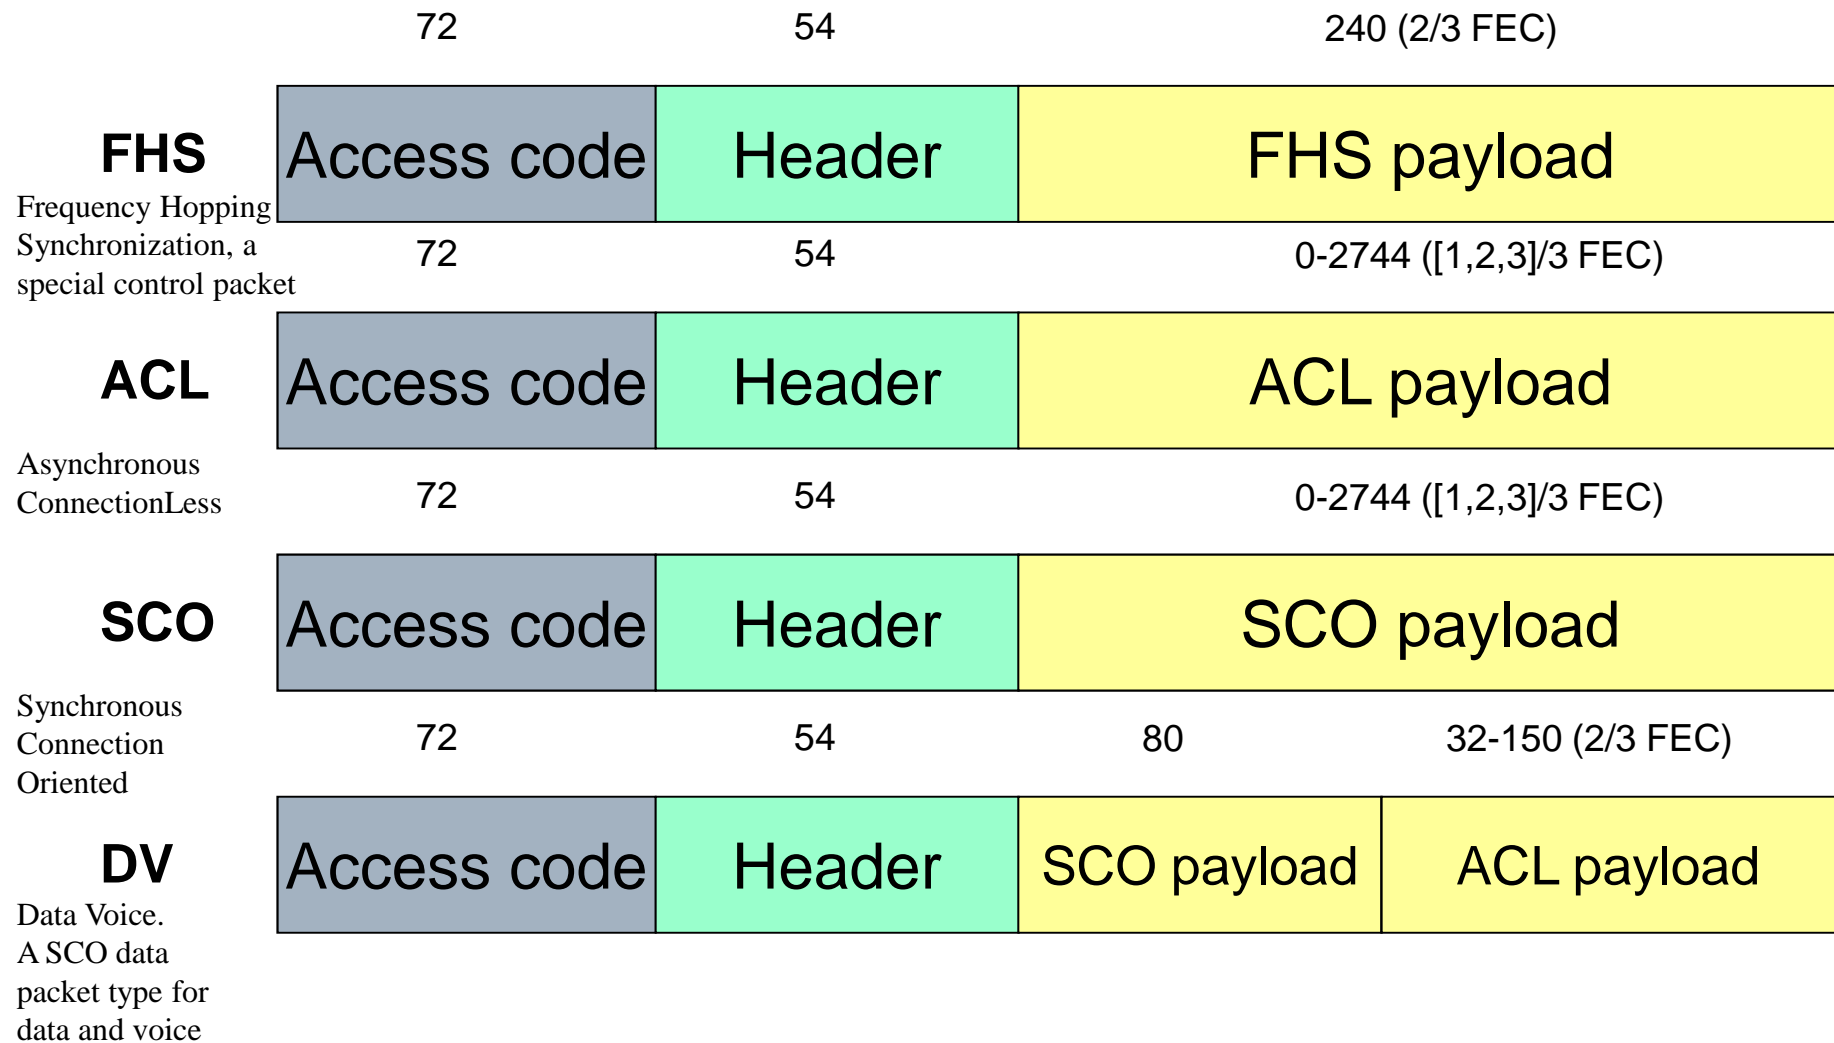 72 54 240 (2/3 FEC)
FHS Access code Header FHS payload
Frequency Hopping
Synchronization, a
special control packet
72 54 0-2744 ([1,2,3]/3 FEC)
ACL Access code Header ACL payload
Asynchronous
ConnectionLess
72 54 0-2744 ([1,2,3]/3 FEC)
SCO Access code Header SCO payload
Synchronous
Connection
Oriented
72 54 80 32-150 (2/3 FEC)
DV Access code Header SCO payload ACL payload
Data Voice.
A SCO data
packet type for
data and voice